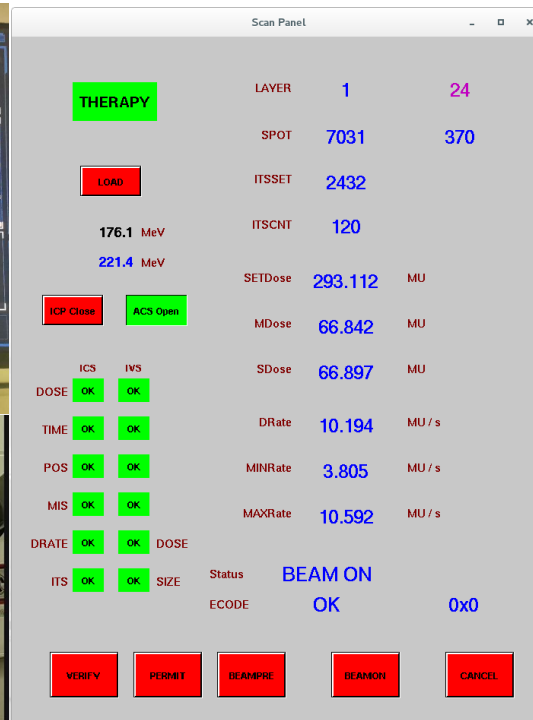 Scan Panel
THERAPY
LOAD
176.1 MeV
221.4 MeV
ICP Close ACS Open
ICS IVS
DOSE OK OK
TIME OK OK
POS OK OK
MIS OK OK
DRATE OK OK DOSE
ITS OK OK SIZE
LAYER 1 24
SPOT 7031 370
ITSSET 2432
ITSCNT 120
SETDose 293.112 MU
MDose 66.842 MU
SDose 66.897 MU
DRate 10.194 MU / s
MINRate 3.805 MU / s
MAXRate 10.592 MU / s
Status BEAM ON
ECODE OK 0x0
VERIFY PERMIT BEAMPRE BEAMON CANCEL